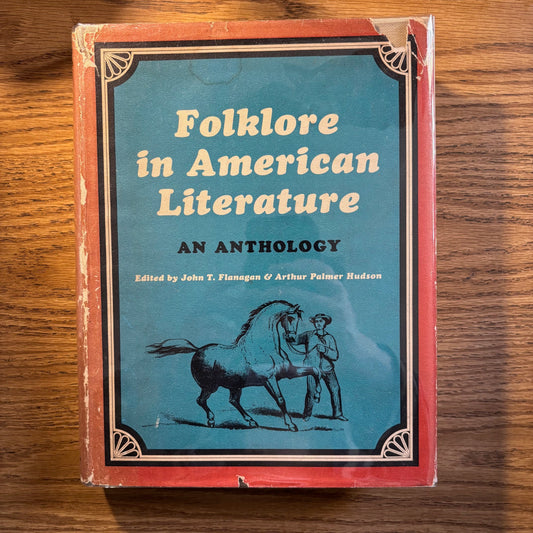 Folklore
in American
Literature
AN ANTHOLOGY
Edited by John T. Flanagan & Arthur Palmer Hudson